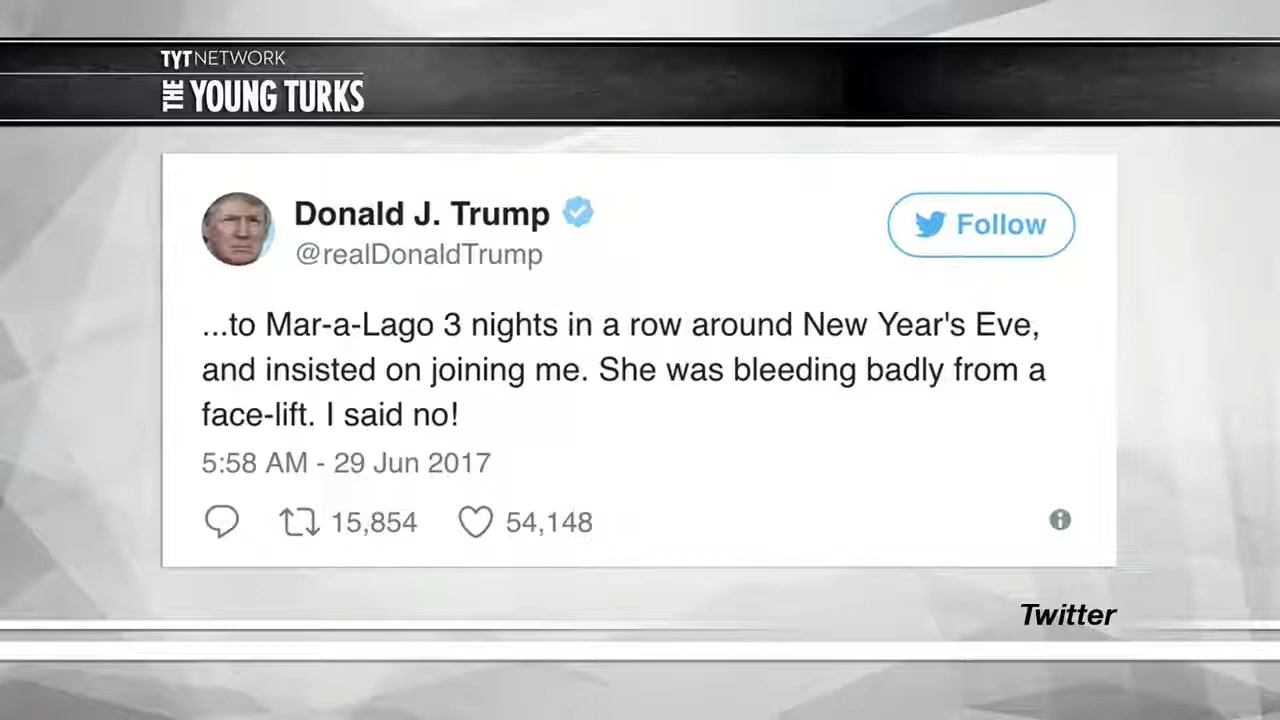 TYT NETWORK
THE YOUNG TURKS
Donald J. Trump
@realDonaldTrump
Follow
...to Mar-a-Lago 3 nights in a row around New Year's Eve,
and insisted on joining me. She was bleeding badly from a
face-lift. I said no!
5:58 AM - 29 Jun 2017
15,854 54,148
Twitter